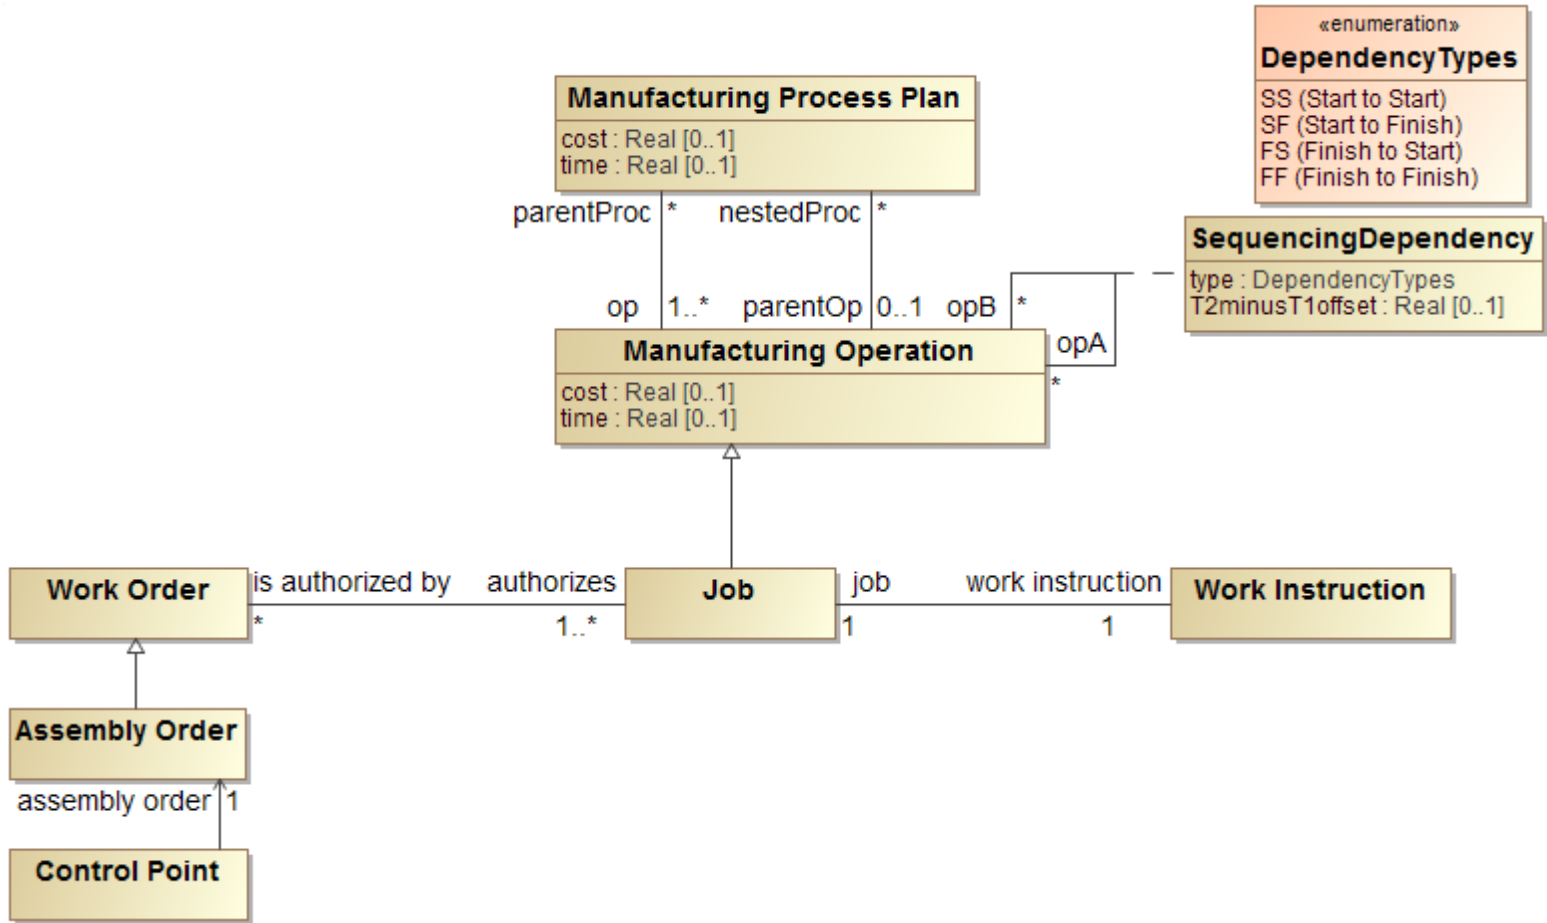 «enumeration»
DependencyTypes
SS (Start to Start)
SF (Start to Finish)
FS (Finish to Start)
FF (Finish to Finish)
Manufacturing Process Plan
cost : Real [0..1]
time : Real [0..1]
parentProc * nestedProc *
SequencingDependency
type : DependencyTypes
T2minusT1offset : Real [0..1]
op 1..* parentOp 0..1 opB *
Manufacturing Operation
cost : Real [0..1]
time : Real [0..1]
opA
*
Work Order
is authorized by authorizes
* 1..*
Job
job work instruction
1 1
Work Instruction
Assembly Order
assembly order 1
Control Point